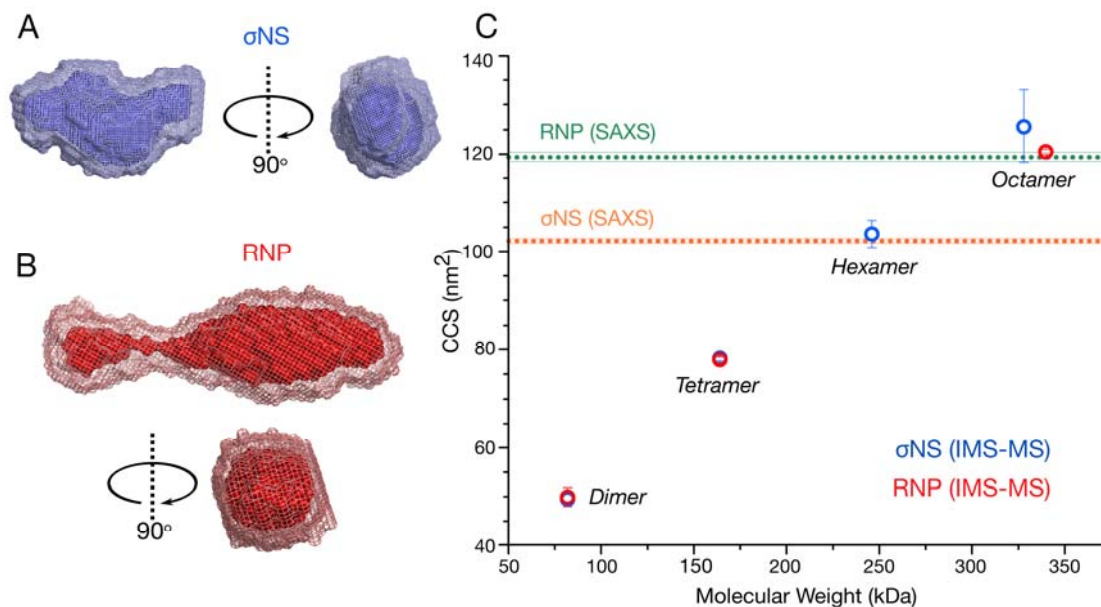 A
σNS
90°
B
RNP
90°
C
CCS (nm²)
140
120
100
80
60
40
RNP (SAXS)
σNS (SAXS)
Octamer
Hexamer
Tetramer
Dimer
σNS (IMS-MS)
RNP (IMS-MS)
50
100
150
200
250
300
350
Molecular Weight (kDa)